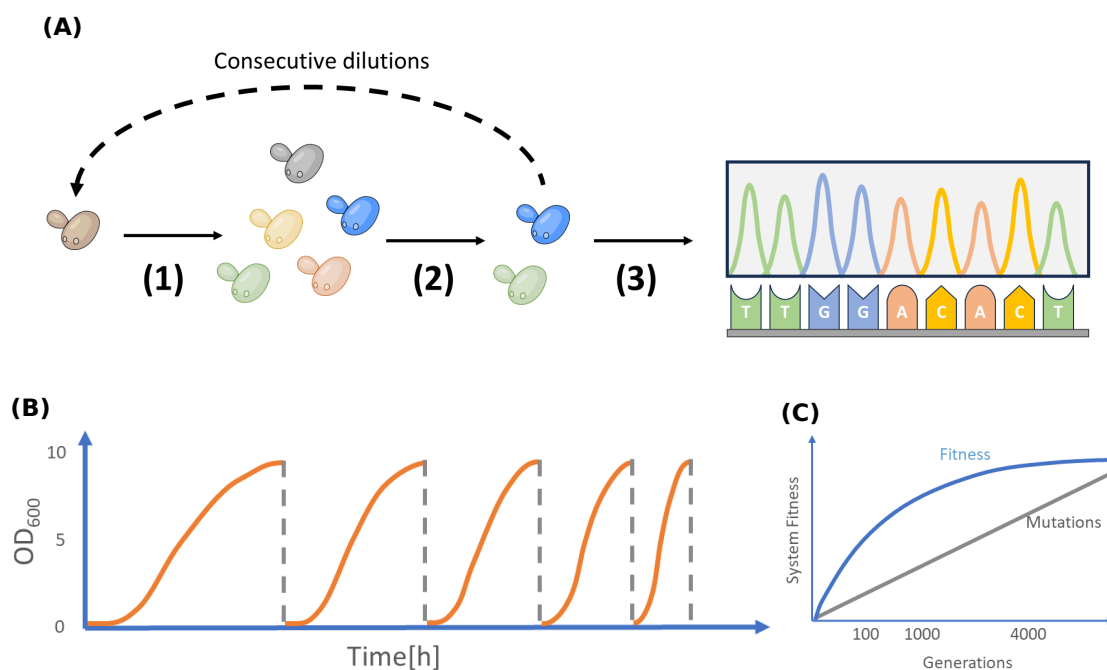 (A)
Consecutive dilutions
(1)
(2)
(3)
T T G G A C A C T
(B)
10
5
0
OD600
Time[h]
(C)
System Fitness
Fitness
Mutations
100 1000 4000
Generations